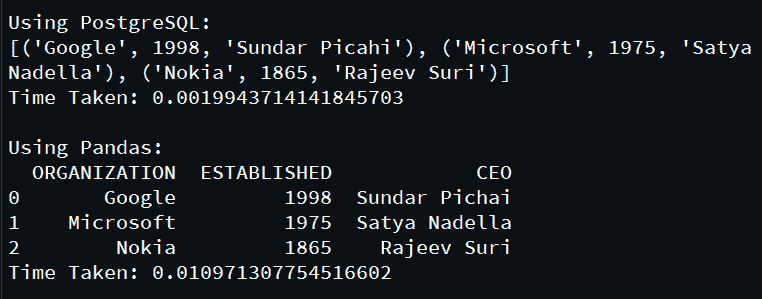 Using PostgreSQL:
[('Google', 1998, 'Sundar Picahi'), ('Microsoft', 1975, 'Satya
Nadella'), ('Nokia', 1865, 'Rajeev Suri')]
Time Taken: 0.0019943714141845703

Using Pandas:
  ORGANIZATION  ESTABLISHED            CEO
0       Google         1998  Sundar Pichai
1    Microsoft         1975  Satya Nadella
2        Nokia         1865    Rajeev Suri
Time Taken: 0.010971307754516602